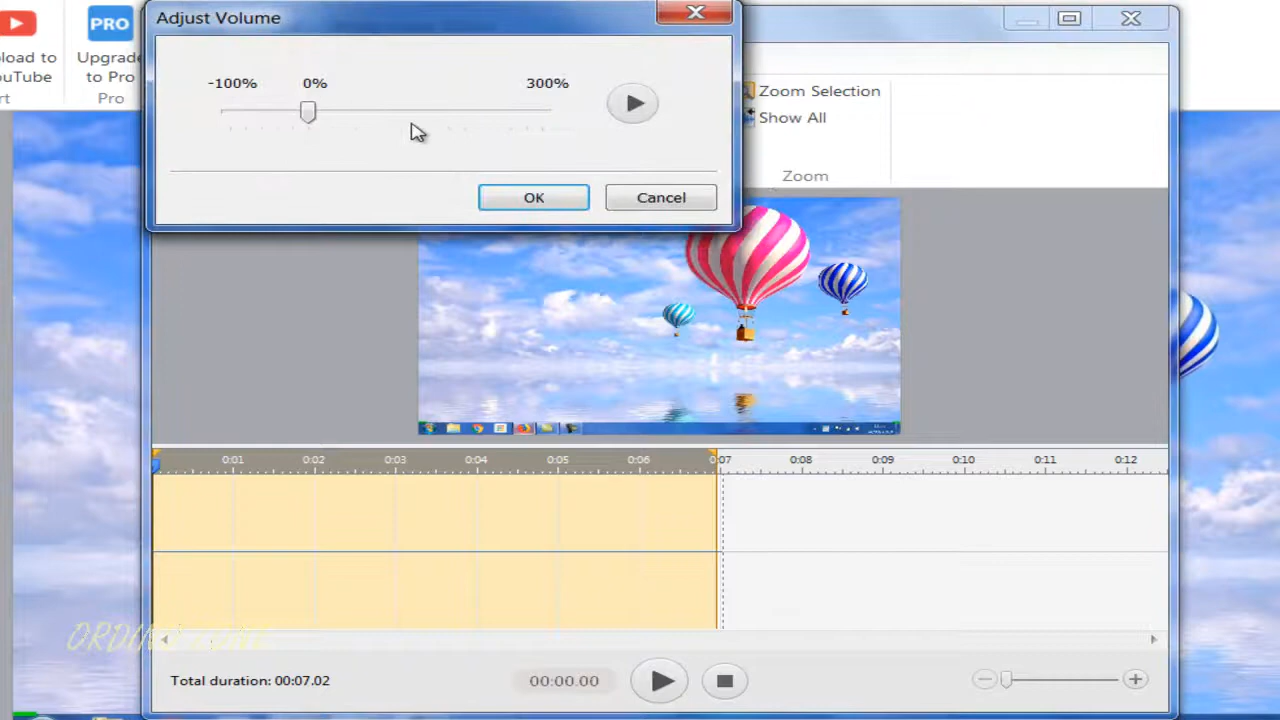 Adjust Volume
PRO
load to
ouTube
rt
Upgrade
to Pro
Pro
-100% 0% 300%
OK Cancel
Zoom Selection
Show All
Zoom
0:01 0:02 0:03 0:04 0:05 0:06 0:07 0:08 0:09 0:10 0:11 0:12
Total duration: 00:07.02
00:00.00